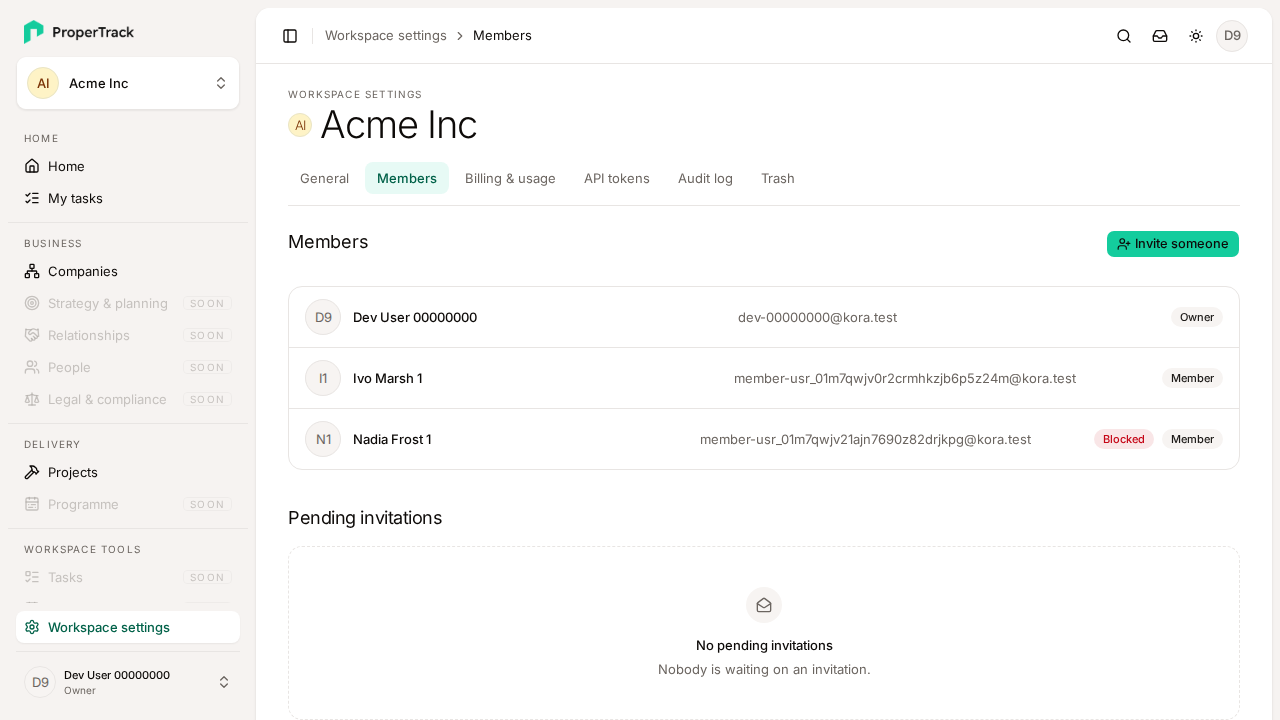 ProperTrack
AI
Acme Inc
HOME
Home
My tasks
BUSINESS
Companies
Strategy & planning
SOON
Relationships
SOON
People
SOON
Legal & compliance
SOON
DELIVERY
Projects
Programme
SOON
WORKSPACE TOOLS
Tasks
SOON
Workspace settings
D9
Dev User 00000000
Owner
Workspace settings
Members
D9
WORKSPACE SETTINGS
AI
Acme Inc
General
Members
Billing & usage
API tokens
Audit log
Trash
Members
Invite someone
D9
Dev User 00000000
dev-00000000@kora.test
Owner
I1
Ivo Marsh 1
member-usr_01m7qwjv0r2crmhkzjb6p5z24m@kora.test
Member
N1
Nadia Frost 1
member-usr_01m7qwjv21ajn7690z82drjkpg@kora.test
Blocked
Member
Pending invitations
No pending invitations
Nobody is waiting on an invitation.